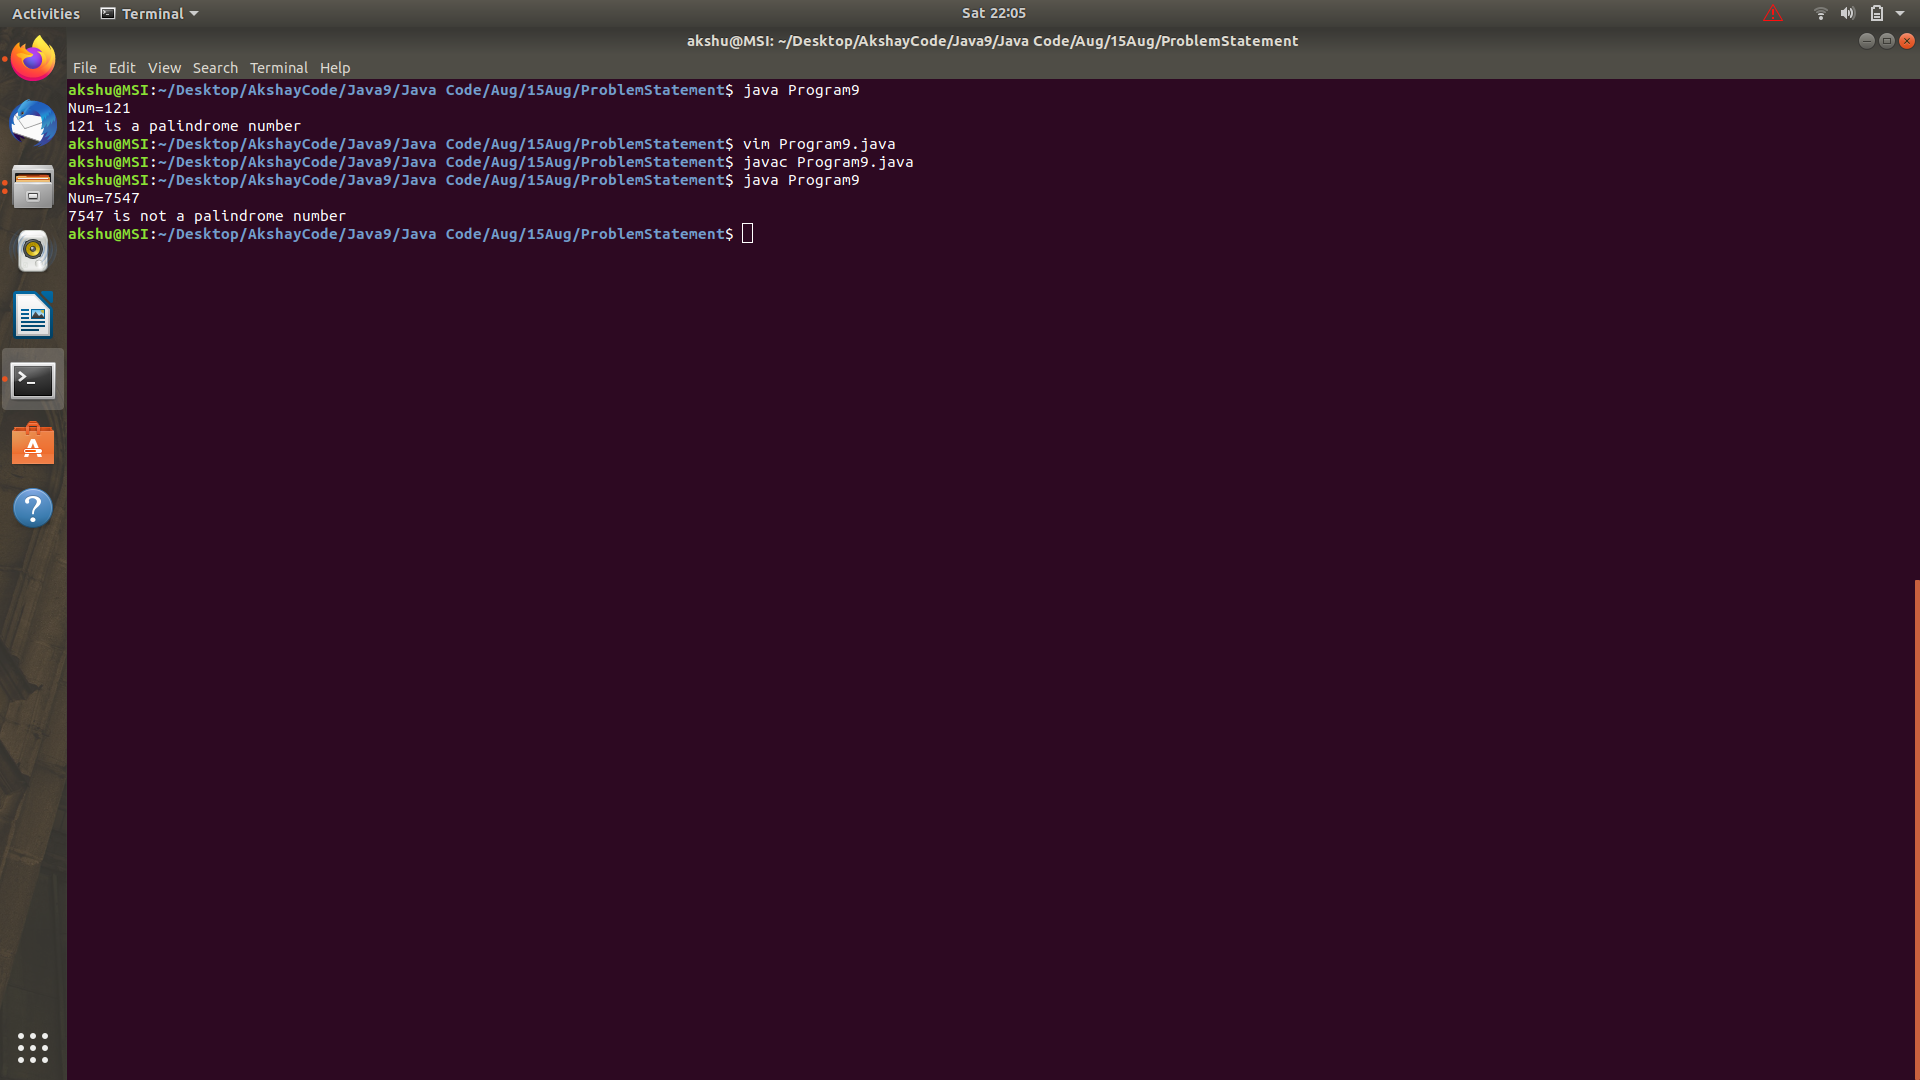 Activities Terminal Sat 22:05
akshu@MSI: ~/Desktop/AkshayCode/Java9/Java Code/Aug/15Aug/ProblemStatement
File Edit View Search Terminal Help
akshu@MSI:~/Desktop/AkshayCode/Java9/Java Code/Aug/15Aug/ProblemStatement$ java Program9
Num=121
121 is a palindrome number
akshu@MSI:~/Desktop/AkshayCode/Java9/Java Code/Aug/15Aug/ProblemStatement$ vim Program9.java
akshu@MSI:~/Desktop/AkshayCode/Java9/Java Code/Aug/15Aug/ProblemStatement$ javac Program9.java
akshu@MSI:~/Desktop/AkshayCode/Java9/Java Code/Aug/15Aug/ProblemStatement$ java Program9
Num=7547
7547 is not a palindrome number
akshu@MSI:~/Desktop/AkshayCode/Java9/Java Code/Aug/15Aug/ProblemStatement$